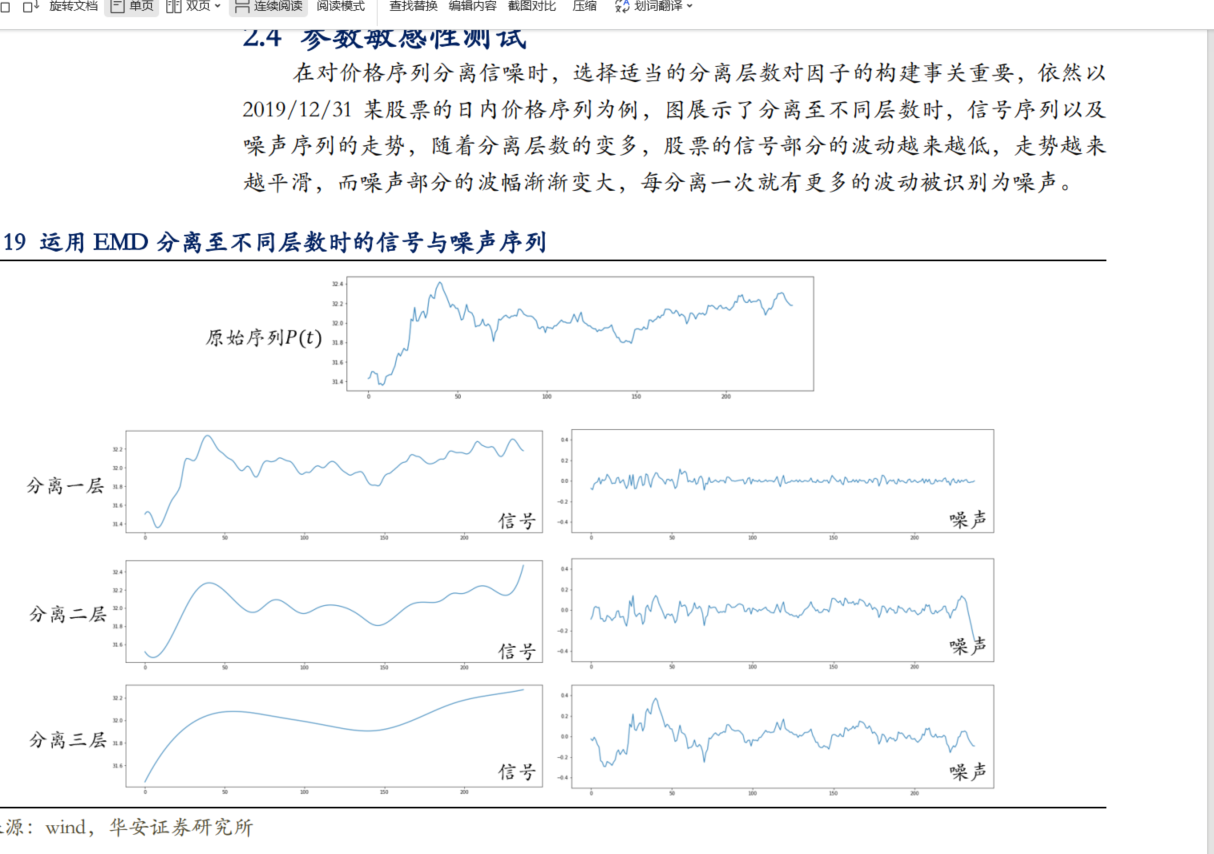 旋转文档 单页 双页 连续阅读 阅读模式 查找替换 编辑内容 截图对比 压缩 划词翻译
2.4 参数敏感性测试
在对价格序列分离信噪时，选择适当的分离层数对因子的构建事关重要，依然以
2019/12/31 某股票的日内价格序列为例，图展示了分离至不同层数时，信号序列以及
噪声序列的走势，随着分离层数的变多，股票的信号部分的波动越来越低，走势越来
越平滑，而噪声部分的波幅渐渐变大，每分离一次就有更多的波动被识别为噪声。
19 运用 EMD 分离至不同层数时的信号与噪声序列
原始序列P(t)
32.4
32.2
32.0
31.8
31.6
31.4
0 50 100 150 200
分离一层
32.2
32.0
31.8
31.6
31.4
信号
0 50 100 150 200
0.4
0.2
0.0
-0.2
-0.4
噪声
0 50 100 150 200
分离二层
32.4
32.2
32.0
31.8
31.6
信号
0 50 100 150 200
0.4
0.2
0.0
-0.2
-0.4
噪声
0 50 100 150 200
分离三层
32.2
32.0
31.8
31.6
信号
0 50 100 150 200
0.4
0.2
0.0
-0.2
-0.4
噪声
0 50 100 150 200
源：wind，华安证券研究所